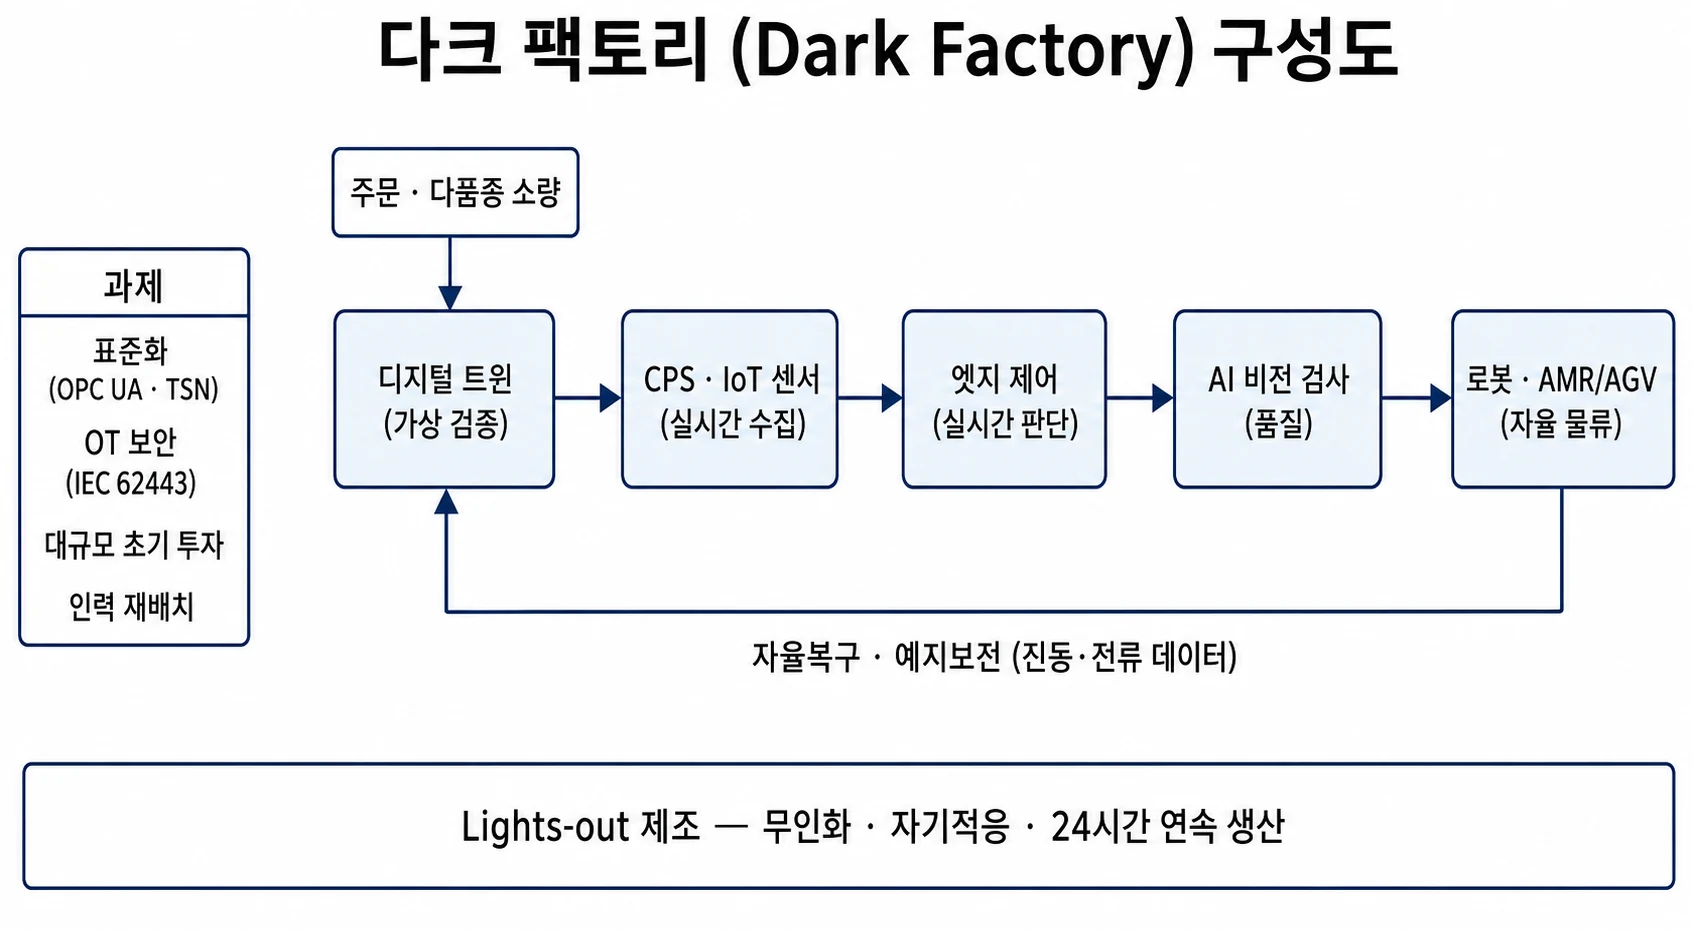 다크 팩토리 (Dark Factory) 구성도
주문 · 다품종 소량
과제
표준화
(OPC UA · TSN)
OT 보안
(IEC 62443)
대규모 초기 투자
인력 재배치
디지털 트윈
(가상 검종)
CPS · IoT 센서
(실시간 수집)
엣지 제어
(실시간 판단)
AI 비전 검사
(품질)
로봇 · AMR/AGV
(자율 물류)
자율복구 · 예지보전 (진동·전류 데이터)
Lights-out 제조 — 무인화 · 자기적응 · 24시간 연속 생산